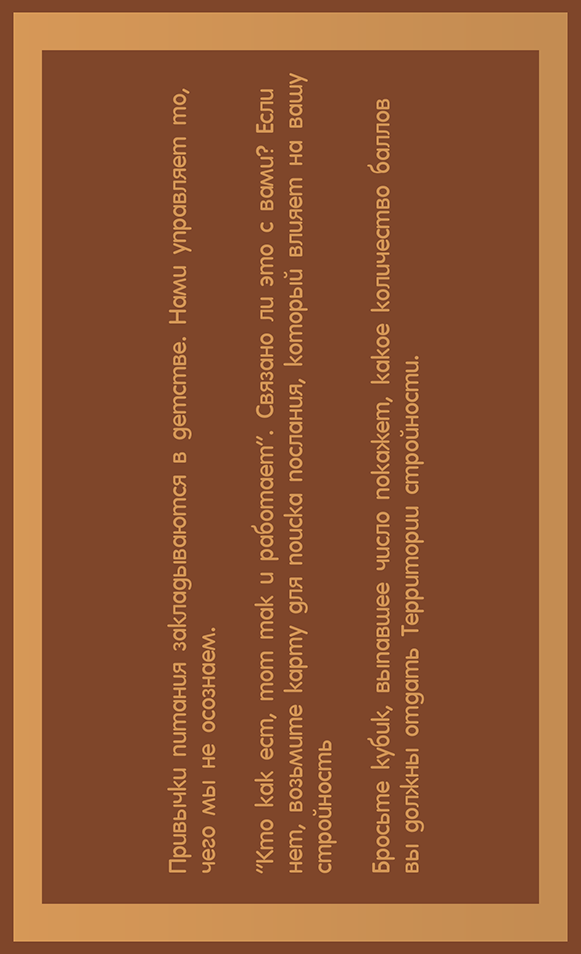 Привычки питания закладываются в детстве. Нами управляет то,
чего мы не осознаем.
“Кто как ест, тот так и работает”. Связано ли это с вами? Если
нет, возьмите карту для поиска послания, который влияет на вашу
стройность
Бросьте кубик, выпавшее число покажет, какое количество баллов
вы должны отдать Территории стройности.